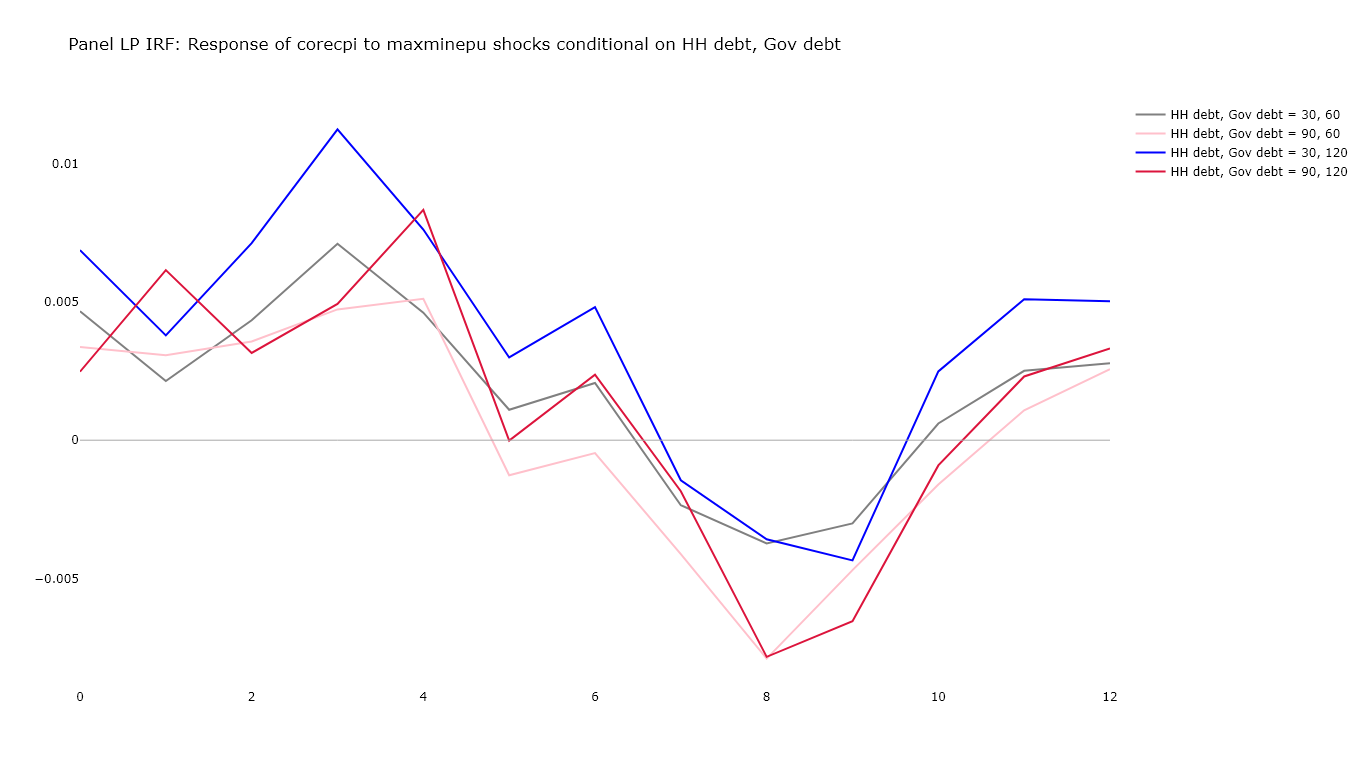 Panel LP IRF: Response of corecpi to maxminepu shocks conditional on HH debt, Gov debt
HH debt, Gov debt = 30, 60
HH debt, Gov debt = 90, 60
HH debt, Gov debt = 30, 120
HH debt, Gov debt = 90, 120
0.01
0.005
0
−0.005
0 2 4 6 8 10 12